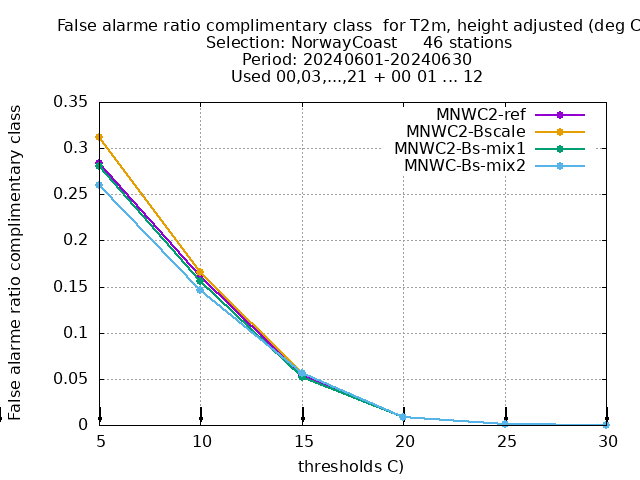 False alarme ratio complimentary class  for T2m, height adjusted (deg C
Selection: NorwayCoast     46 stations
Period: 20240601-20240630
Used 00,03,...,21 + 00 01 ... 12
False alarme ratio complimentary class
0.35
0.3
0.25
0.2
0.15
0.1
0.05
0
MNWC2-ref
MNWC2-Bscale
MNWC2-Bs-mix1
MNWC-Bs-mix2
5 10 15 20 25 30
thresholds C)